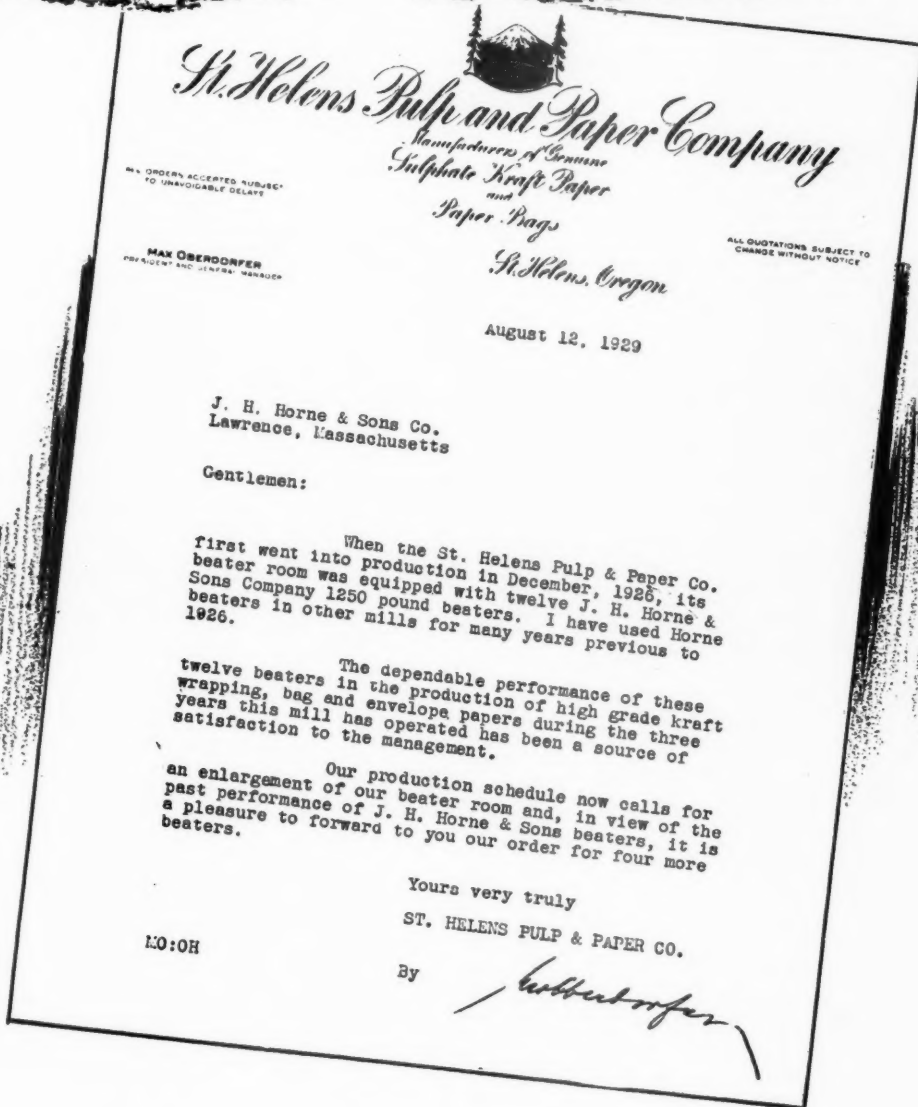 St. Helens Pulp and Paper Company
Manufacturers of Genuine
Sulphate Kraft Paper
and
Paper Bags
St. Helens, Oregon
ALL ORDERS ACCEPTED SUBJECT
TO UNAVOIDABLE DELAYS
MAX OBERDORFER
PRESIDENT AND GENERAL MANAGER
ALL QUOTATIONS SUBJECT TO
CHANGE WITHOUT NOTICE
August 12, 1929
J. H. Horne & Sons Co.
Lawrence, Massachusetts
Gentlemen:
When the St. Helens Pulp & Paper Co.
first went into production in December, 1926, its
beater room was equipped with twelve J. H. Horne &
Sons Company 1250 pound beaters. I have used Horne
beaters in other mills for many years previous to
1926.
The dependable performance of these
twelve beaters in the production of high grade kraft
wrapping, bag and envelope papers during the three
years this mill has operated has been a source of
satisfaction to the management.
Our production schedule now calls for
an enlargement of our beater room and, in view of the
past performance of J. H. Horne & Sons beaters, it is
a pleasure to forward to you our order for four more
beaters.
Yours very truly
ST. HELENS PULP & PAPER CO.
MO:OH
By MOberdorfer